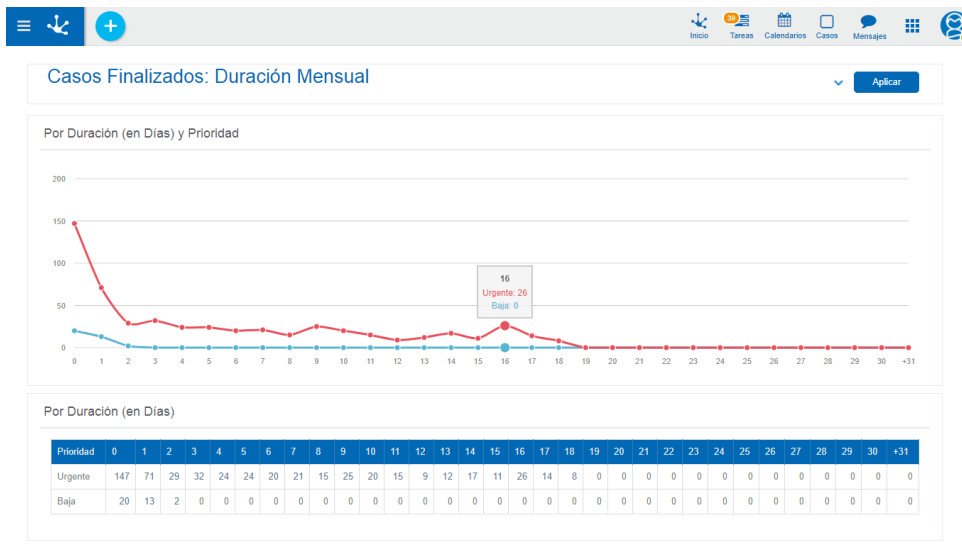 39
Inicio Tareas Calendarios Casos Mensajes
Casos Finalizados: Duración Mensual
Aplicar
Por Duración (en Días) y Prioridad
200
150
100
50
0
16
Urgente: 26
Baja: 0
0 1 2 3 4 5 6 7 8 9 10 11 12 13 14 15 16 17 18 19 20 21 22 23 24 25 26 27 28 29 30 +31
Por Duración (en Días)
Prioridad 0 1 2 3 4 5 6 7 8 9 10 11 12 13 14 15 16 17 18 19 20 21 22 23 24 25 26 27 28 29 30 +31
Urgente 147 71 29 32 24 24 20 21 15 25 20 15 9 12 17 11 26 14 8 0 0 0 0 0 0 0 0 0 0 0 0 0
Baja 20 13 2 0 0 0 0 0 0 0 0 0 0 0 0 0 0 0 0 0 0 0 0 0 0 0 0 0 0 0 0 0